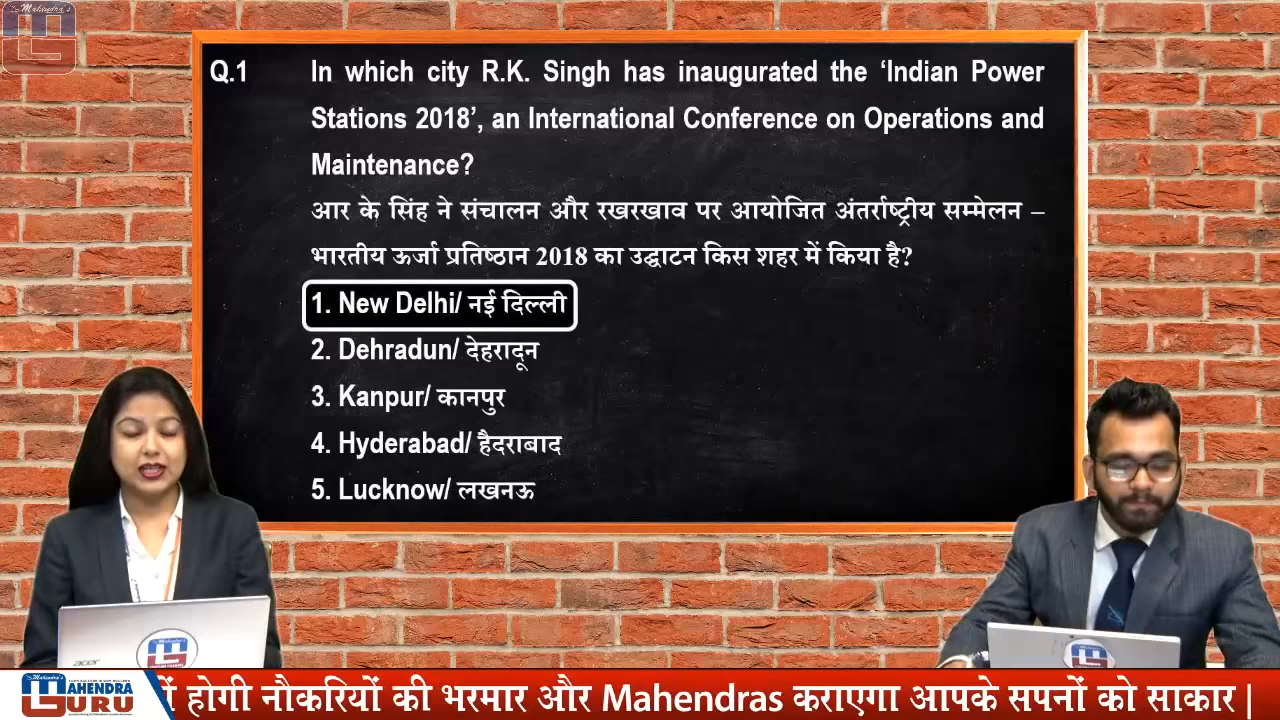 Mahendra's
Q.1 In which city R.K. Singh has inaugurated the ‘Indian Power
Stations 2018’, an International Conference on Operations and
Maintenance?
आर के सिंह ने संचालन और रखरखाव पर आयोजित अंतर्राष्ट्रीय सम्मेलन –
भारतीय ऊर्जा प्रतिष्ठान 2018 का उद्घाटन किस शहर में किया है?
1. New Delhi/ नई दिल्ली
2. Dehradun/ देहरादून
3. Kanpur/ कानपुर
4. Hyderabad/ हैदराबाद
5. Lucknow/ लखनऊ
acer
Mahendra's
MAHENDRA
GURU
में होगी नौकरियों की भरमार और Mahendras कराएगा आपके सपनों को साकार |